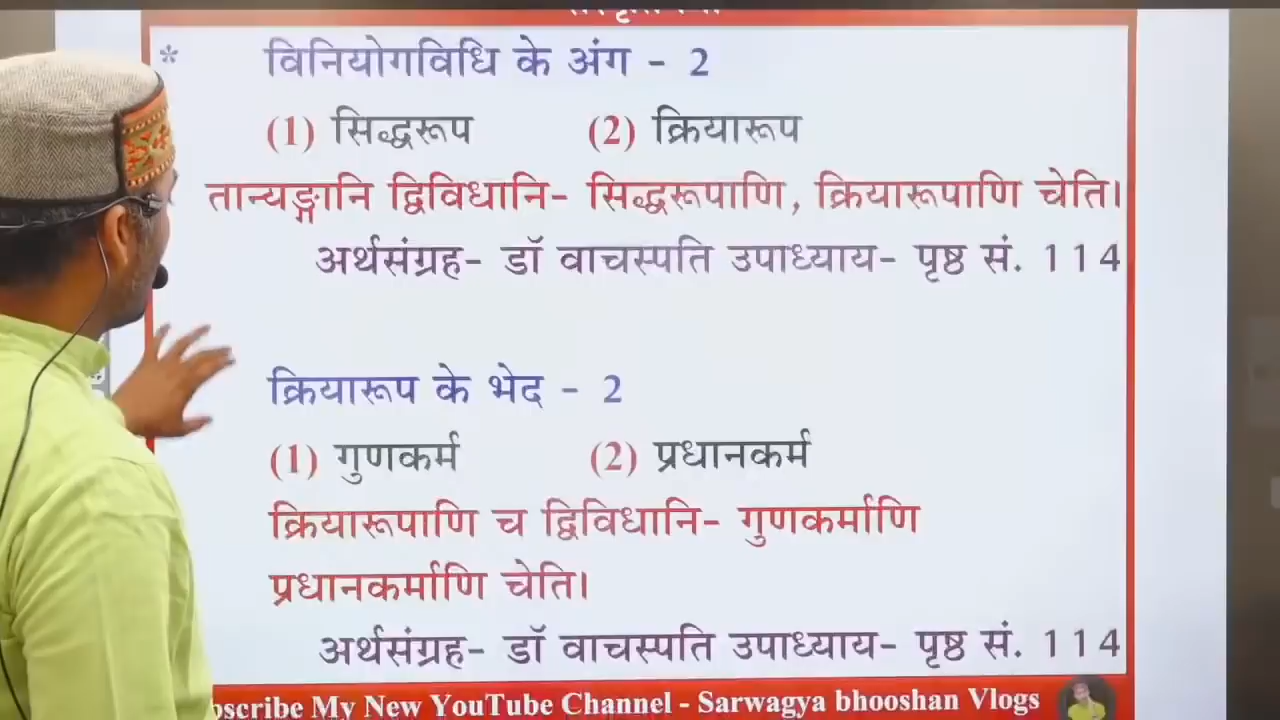 * विनियोगविधि के अंग - 2
(1) सिद्धरूप (2) क्रियारूप
तान्यङ्गानि द्विविधानि- सिद्धरूपाणि, क्रियारूपाणि चेति।
अर्थसंग्रह- डॉ वाचस्पति उपाध्याय- पृष्ठ सं. 114
क्रियारूप के भेद - 2
(1) गुणकर्म (2) प्रधानकर्म
क्रियारूपाणि च द्विविधानि- गुणकर्माणि
प्रधानकर्माणि चेति।
अर्थसंग्रह- डॉ वाचस्पति उपाध्याय- पृष्ठ सं. 114
My New YouTube Channel - Sarwagya bhooshan Vlogs